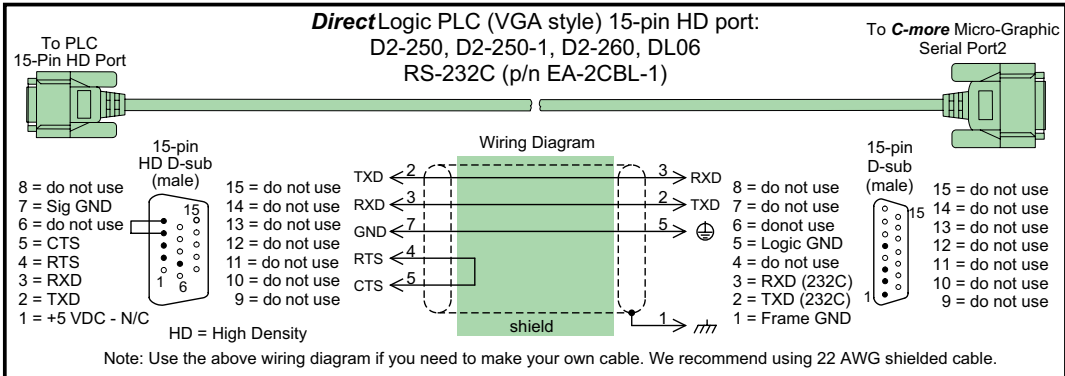 DirectLogic PLC (VGA style) 15-pin HD port:
D2-250, D2-250-1, D2-260, DL06
RS-232C (p/n EA-2CBL-1)
To PLC
15-Pin HD Port
To C-more Micro-Graphic
Serial Port2
15-pin
HD D-sub
(male)
8 = do not use
7 = Sig GND
6 = do not use
5 = CTS
4 = RTS
3 = RXD
2 = TXD
1 = +5 VDC - N/C
15
1
6
HD = High Density
15 = do not use
14 = do not use
13 = do not use
12 = do not use
11 = do not use
10 = do not use
9 = do not use
Wiring Diagram
TXD 2 3 RXD
RXD 3 2 TXD
GND 7 5
RTS 4
CTS 5
1
shield
8 = do not use
7 = do not use
6 = donot use
5 = Logic GND
4 = do not use
3 = RXD (232C)
2 = TXD (232C)
1 = Frame GND
15-pin
D-sub
(male)
15
1
15 = do not use
14 = do not use
13 = do not use
12 = do not use
11 = do not use
10 = do not use
9 = do not use
Note: Use the above wiring diagram if you need to make your own cable. We recommend using 22 AWG shielded cable.